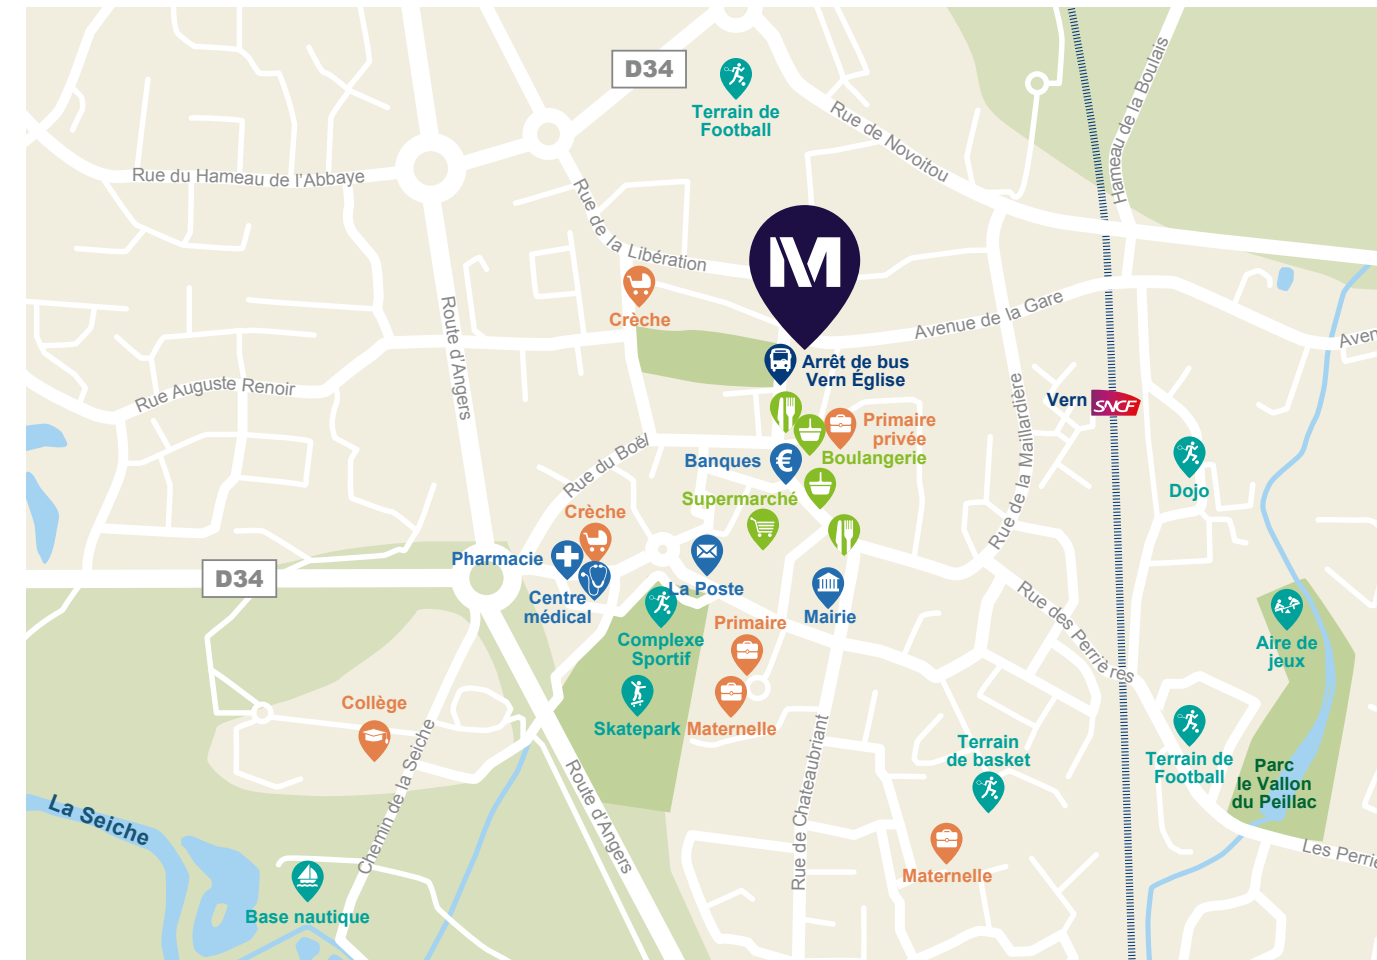 D34
Terrain de
Football
Rue de Novoitou
Hameau de la Boulais
Rue du Hameau de l'Abbaye
Rue de la Libération
M
Crèche
Route d'Angers
Avenue de la Gare
Aven
Arrêt de bus
Vern Église
Rue Auguste Renoir
Rue de la Maillardière
Vern SNCF
Primaire
privée
Boulangerie
Rue du Boël
Banques
€
Supermarché
Dojo
Crèche
Pharmacie
D34
Centre
médical
La Poste
Mairie
Rue des Perrières
Complexe
Sportif
Primaire
Aire de
jeux
Collège
Skatepark
Maternelle
Chemin de la Seiche
Rue de Chateaubriant
Terrain
de basket
Terrain de
Football
Parc
le Vallon
du Peillac
La Seiche
Route d'Angers
Maternelle
Les Perriè
Base nautique